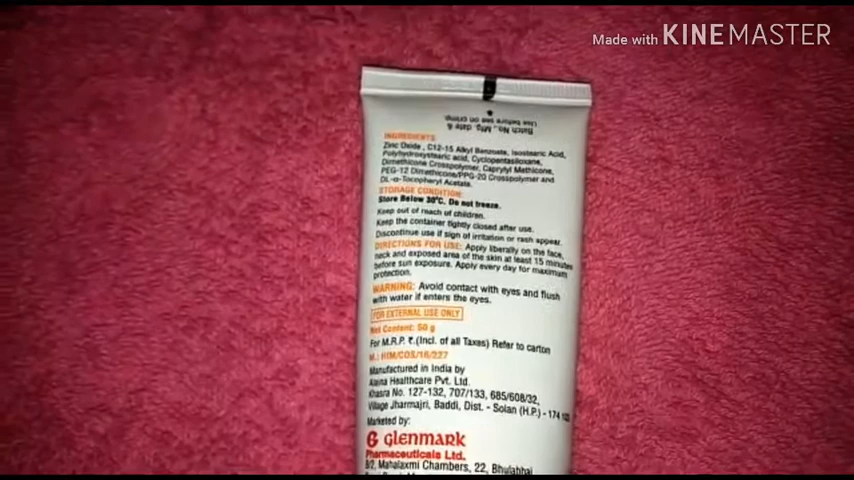 Made with KINEMASTER
Batch No., Mfg. date &
Use before see on crimp
INGREDIENTS
Zinc Oxide, C12-15 Alkyl Benzoate, Isostearic Acid,
Polyhydroxystearic acid, Cyclopentasiloxane,
Dimethicone Crosspolymer, Caprylyl Methicone,
PEG-12 Dimethicone/PPG-20 Crosspolymer and
DL-α-Tocopheryl Acetate.
STORAGE CONDITION:
Store Below 30°C. Do not freeze.
Keep out of reach of children.
Keep the container tightly closed after use.
Discontinue use if sign of irritation or rash appear.
DIRECTIONS FOR USE: Apply liberally on the face,
neck and exposed area of the skin at least 15 minutes
before sun exposure. Apply every day for maximum
protection.
WARNING: Avoid contact with eyes and flush
with water if enters the eyes.
FOR EXTERNAL USE ONLY
Net Content: 50 g
For M.R.P. ₹.(Incl. of all Taxes) Refer to carton
M.: HIM/COS/16/227
Manufactured in India by
Alaina Healthcare Pvt. Ltd.
Khasra No. 127-132, 707/133, 685/608/32,
Village Jharmajri, Baddi, Dist. - Solan (H.P.) - 174 103
Marketed by:
G glenmark
Pharmaceuticals Ltd.
B/2, Mahalaxmi Chambers, 22, Bhulabhai